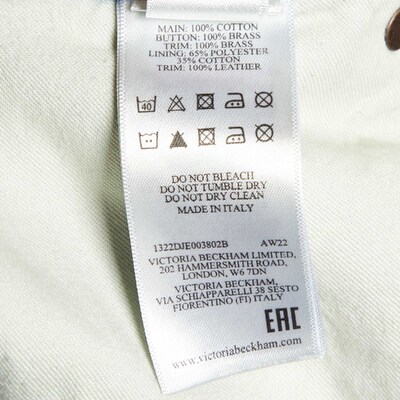 MAIN: 100% COTTON
BUTTON: 100% BRASS
TRIM: 100% BRASS
LINING: 65% POLYESTER
35% COTTON
TRIM: 100% LEATHER
40
DO NOT BLEACH
DO NOT TUMBLE DRY
DO NOT DRY CLEAN
MADE IN ITALY
1322DJE003802B AW22
VICTORIA BECKHAM LIMITED,
202 HAMMERSMITH ROAD,
LONDON, W6 7DN
VICTORIA BECKHAM,
VIA SCHIAPPARELLI 38 SESTO
FIORENTINO (FI) ITALY
EAC
www.victoriabeckham.com